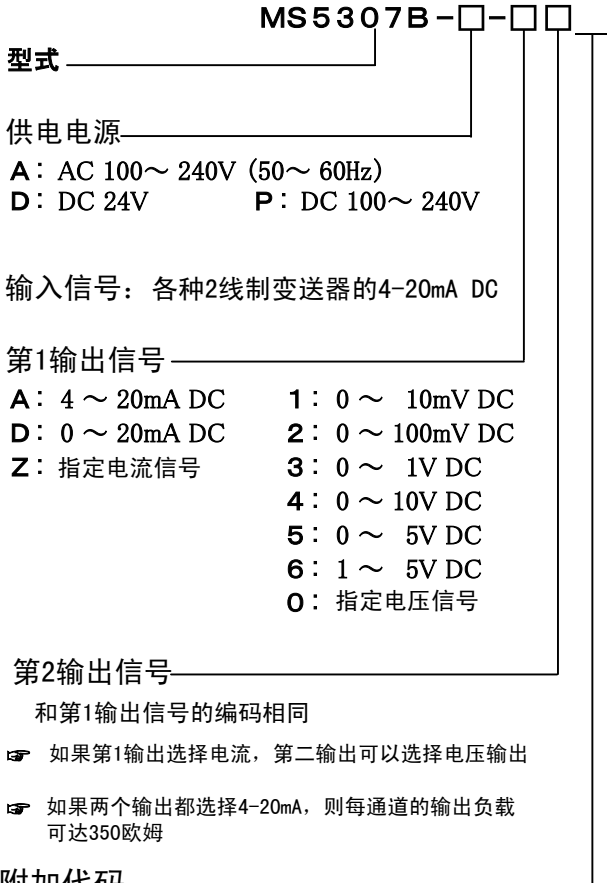 MS5307B-□-□□
型式
供电电源
A: AC 100～240V (50～60Hz)
D: DC 24V P: DC 100～240V
输入信号: 各种2线制变送器的4-20mA DC
第1输出信号
A: 4～20mA DC 1: 0～ 10mV DC
D: 0～20mA DC 2: 0～100mV DC
Z: 指定电流信号 3: 0～ 1V DC
4: 0～10V DC
5: 0～ 5V DC
6: 1～ 5V DC
0: 指定电压信号
第2输出信号
和第1输出信号的编码相同
☞ 如果第1输出选择电流，第二输出可以选择电压输出
☞ 如果两个输出都选择4-20mA，则每通道的输出负载
可达350欧姆
附加代码